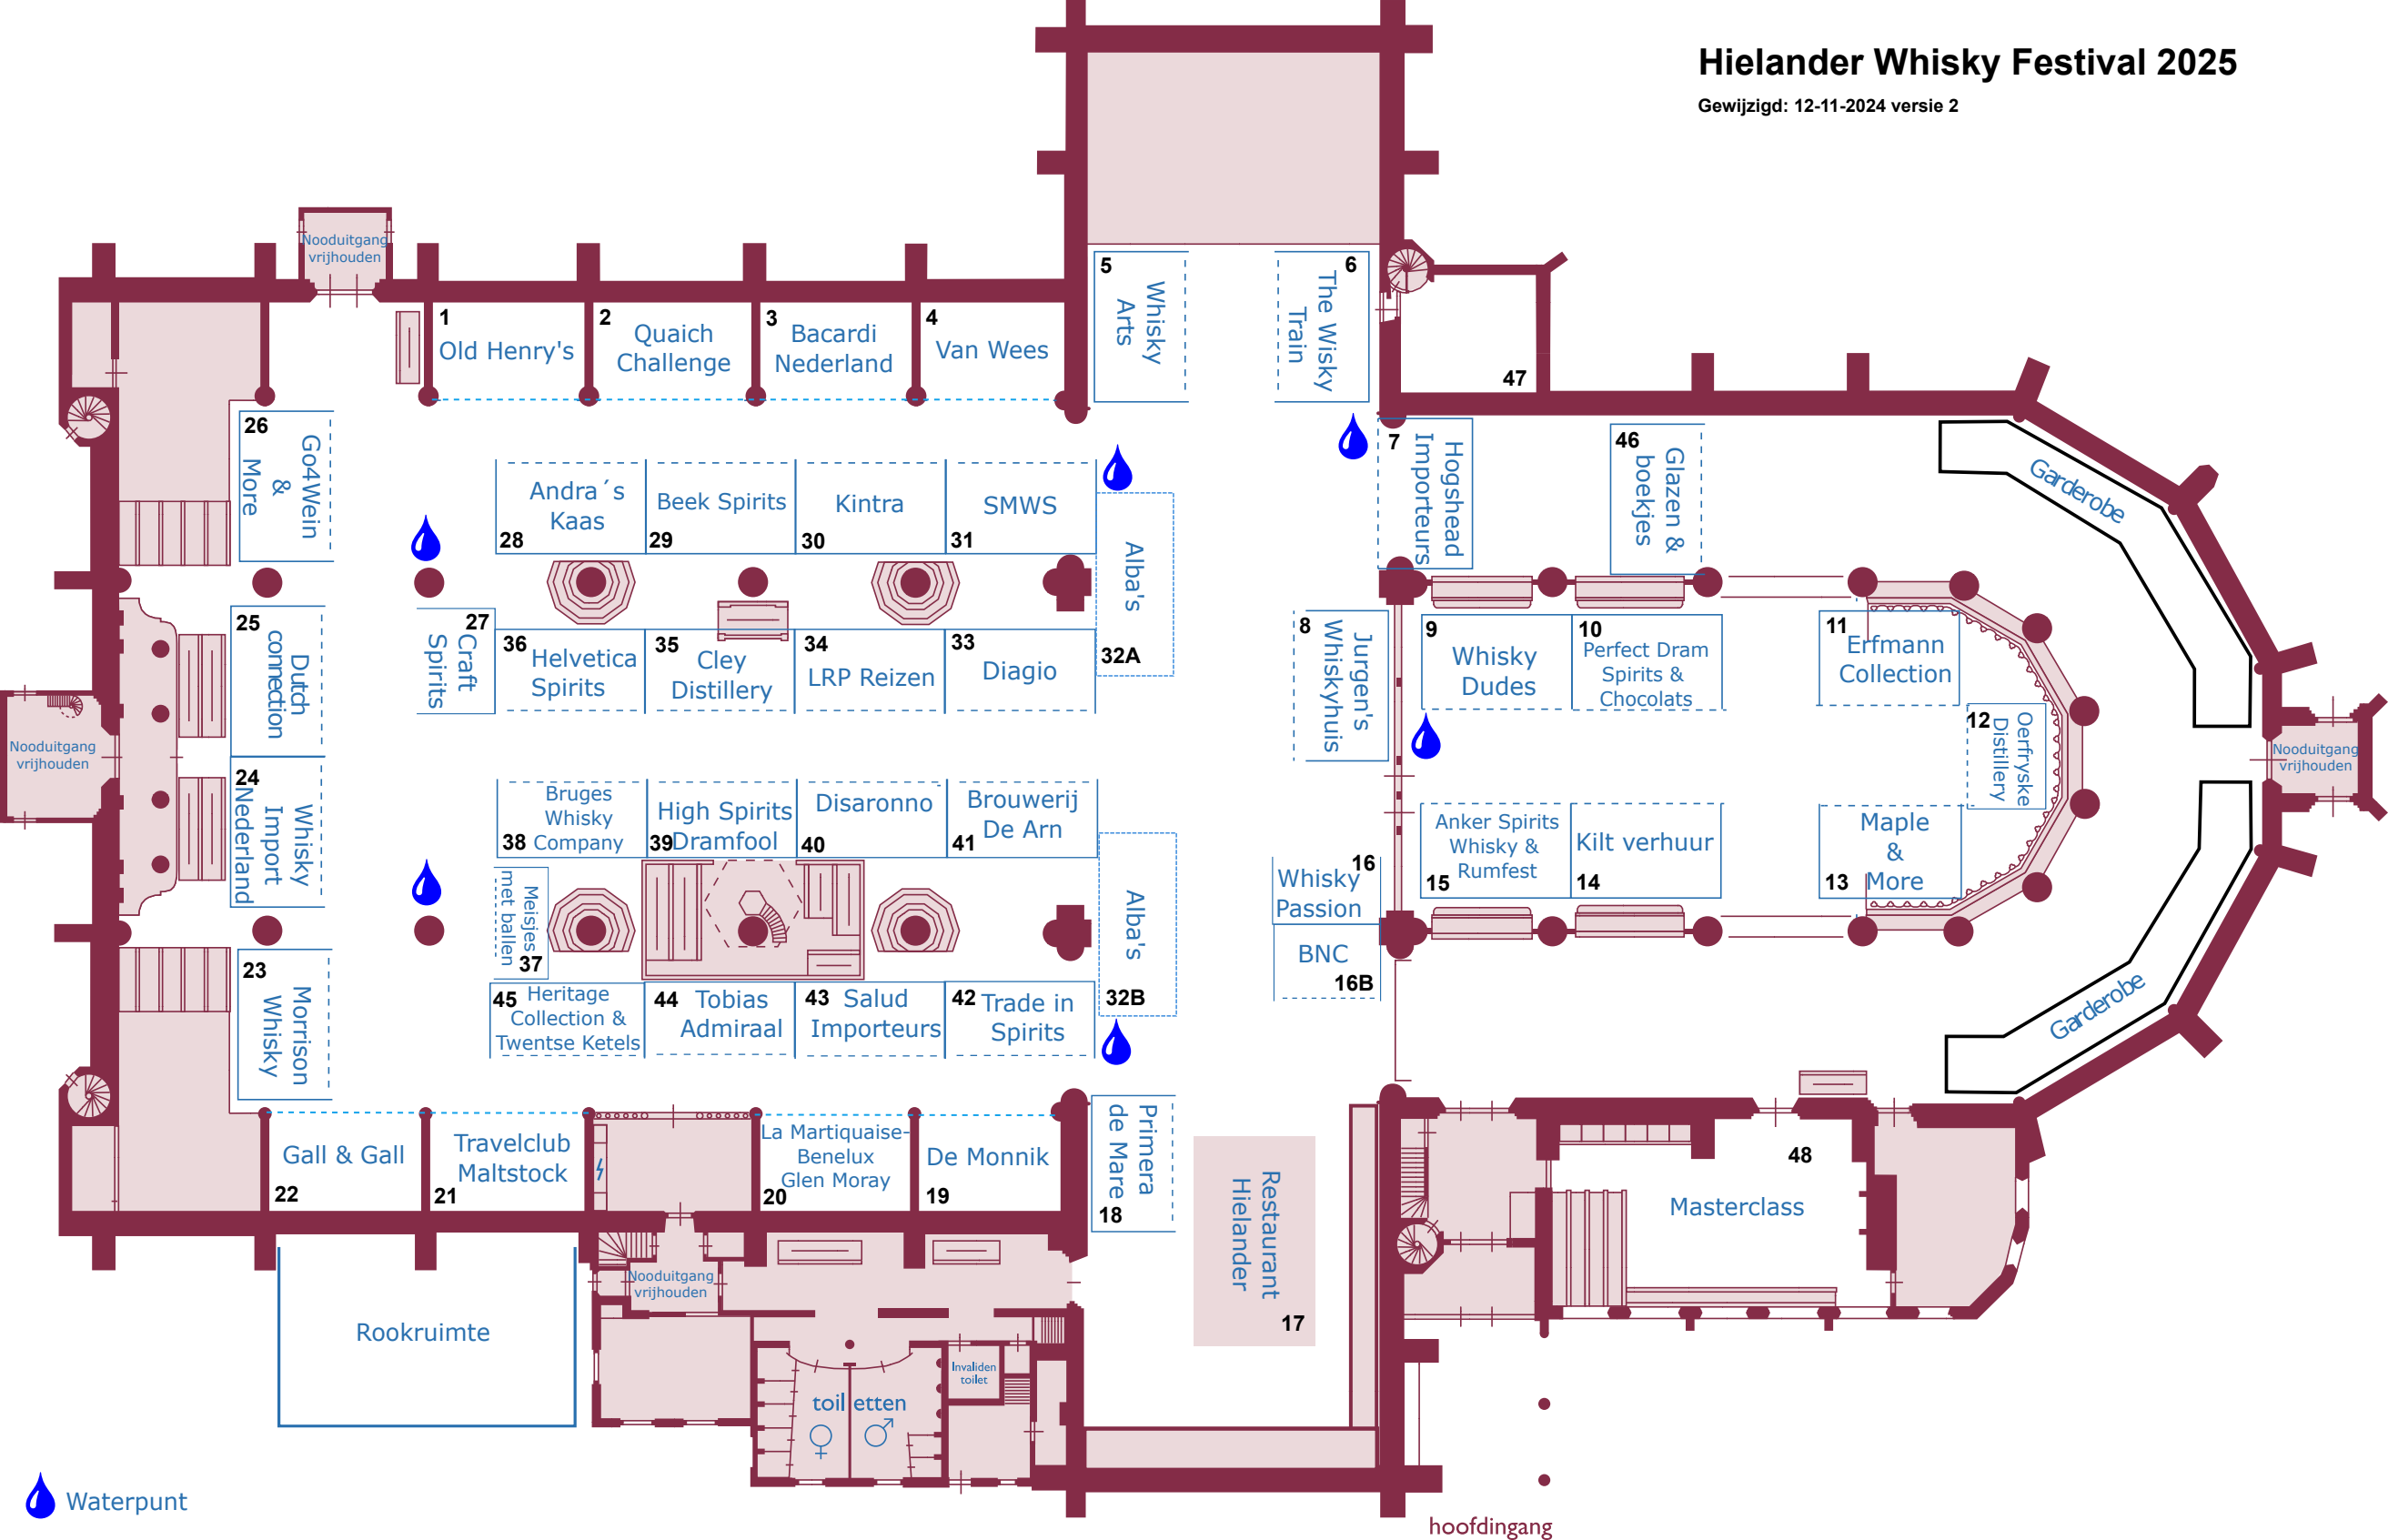 Hielander Whisky Festival 2025
Gewijzigd: 12-11-2024 versie 2
Nooduitgang
vrijhouden
1
Old Henry's
2
Quaich
Challenge
3
Bacardi
Nederland
4
Van Wees
5
Whisky
Arts
6
The Wisky
Train
47
26
Go4Wein
&
More
7
Hogshead
Importeurs
46
Glazen &
boekjes
Garderobe
Andra´s
Kaas
28
Beek Spirits
29
Kintra
30
SMWS
31
Alba's
32A
25
Dutch
connection
27
Craft
Spirits
36
Helvetica
Spirits
35
Cley
Distillery
34
LRP Reizen
33
Diagio
8
Jurgen's
Whiskyhuis
9
Whisky
Dudes
10
Perfect Dram
Spirits &
Chocolats
11
Erfmann
Collection
12
Oerfryske
Distillery
Nooduitgang
vrijhouden
Nooduitgang
vrijhouden
24
Whisky
Import
Nederland
Bruges
Whisky
Company
38
High Spirits
Dramfool
39
Disaronno
40
Brouwerij
De Arn
41
Anker Spirits
Whisky &
Rumfest
15
Kilt verhuur
14
Maple
&
More
13
16
Whisky
Passion
BNC
16B
Alba's
32B
Meisjes
met ballen
37
23
Morrison
Whisky
45
Heritage
Collection &
Twentse Ketels
44
Tobias
Admiraal
43
Salud
Importeurs
42
Trade in
Spirits
Garderobe
Gall & Gall
22
Travelclub
Maltstock
21
La Martiquaise-
Benelux
Glen Moray
20
De Monnik
19
Primera
de Mare
18
Restaurant
Hielander
17
48
Masterclass
Nooduitgang
vrijhouden
Rookruimte
Invaliden
toilet
toiletten
Waterpunt
hoofdingang